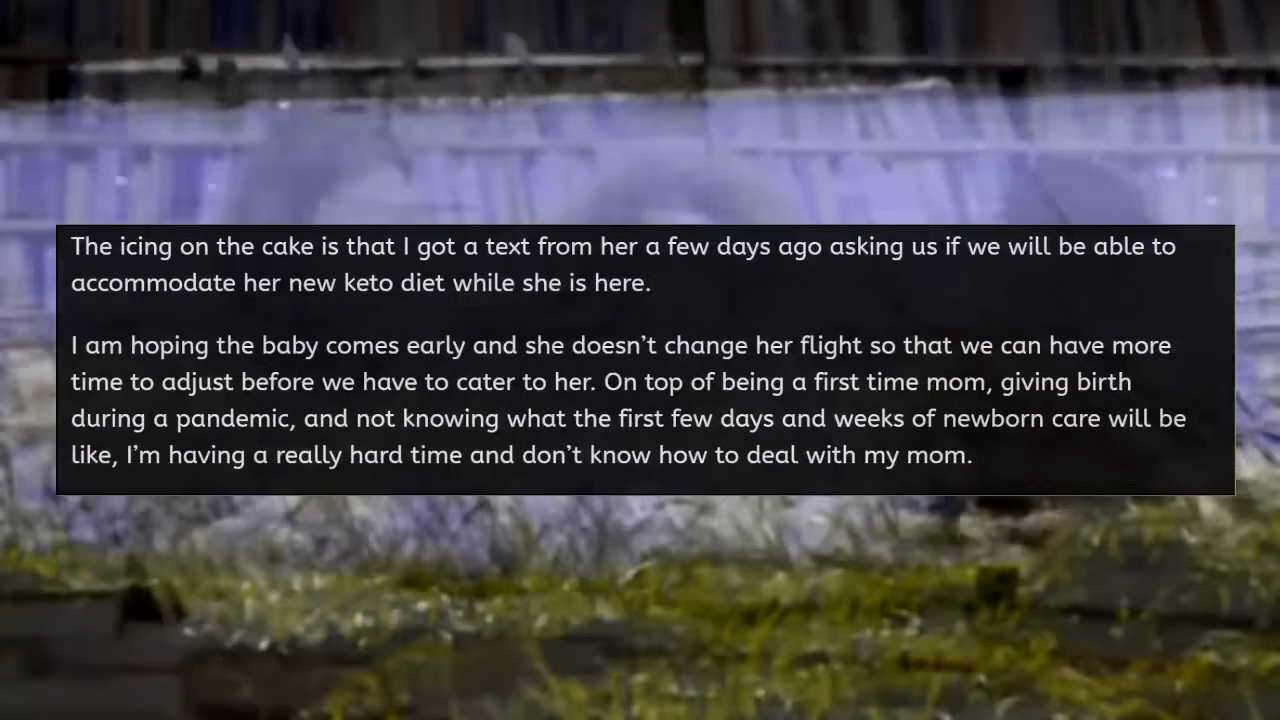 The icing on the cake is that I got a text from her a few days ago asking us if we will be able to
accommodate her new keto diet while she is here.
I am hoping the baby comes early and she doesn’t change her flight so that we can have more
time to adjust before we have to cater to her. On top of being a first time mom, giving birth
during a pandemic, and not knowing what the first few days and weeks of newborn care will be
like, I’m having a really hard time and don’t know how to deal with my mom.